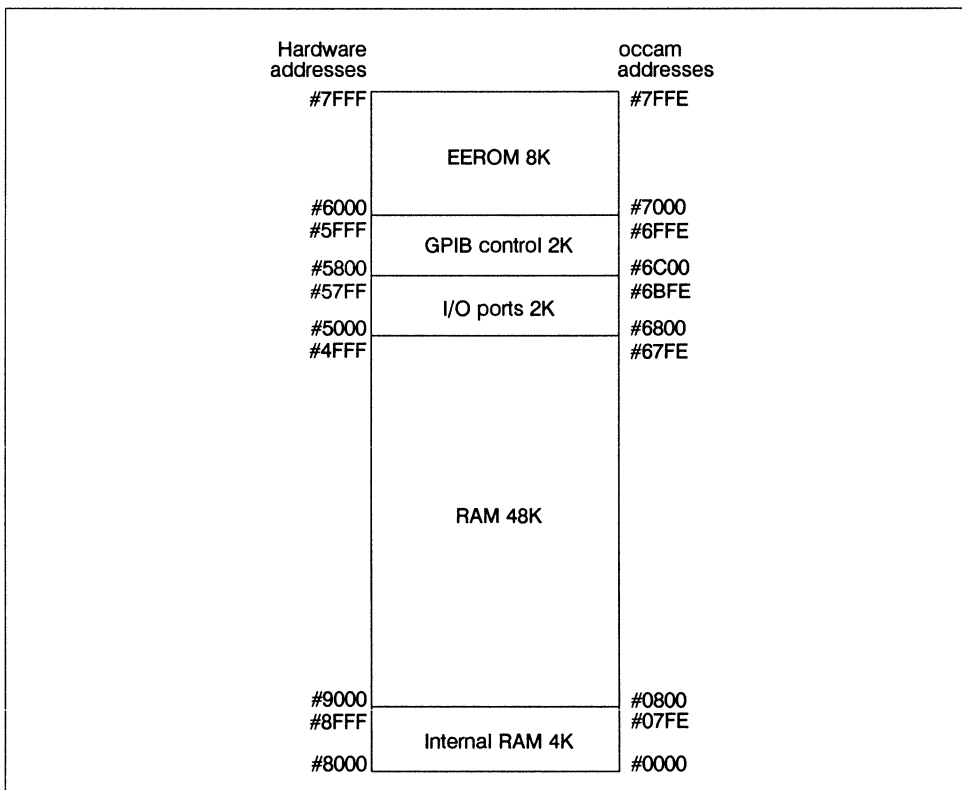 Hardware addresses
occam addresses
#7FFF
#7FFE
EEROM 8K
#6000
#7000
#5FFF
#6FFE
GPIB control 2K
#5800
#6C00
#57FF
#6BFE
I/O ports 2K
#5000
#6800
#4FFF
#67FE
RAM 48K
#9000
#0800
#8FFF
#07FE
Internal RAM 4K
#8000
#0000